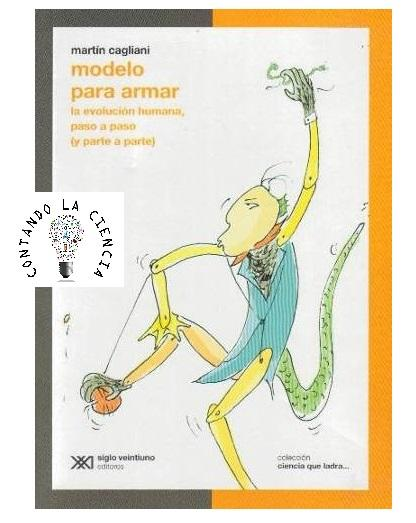 martín cagliani
modelo
para armar
la evolución humana,
paso a paso
(y parte a parte)
CONTANDO LA CIENCIA
siglo veintiuno
editores
colección
ciencia que ladra...